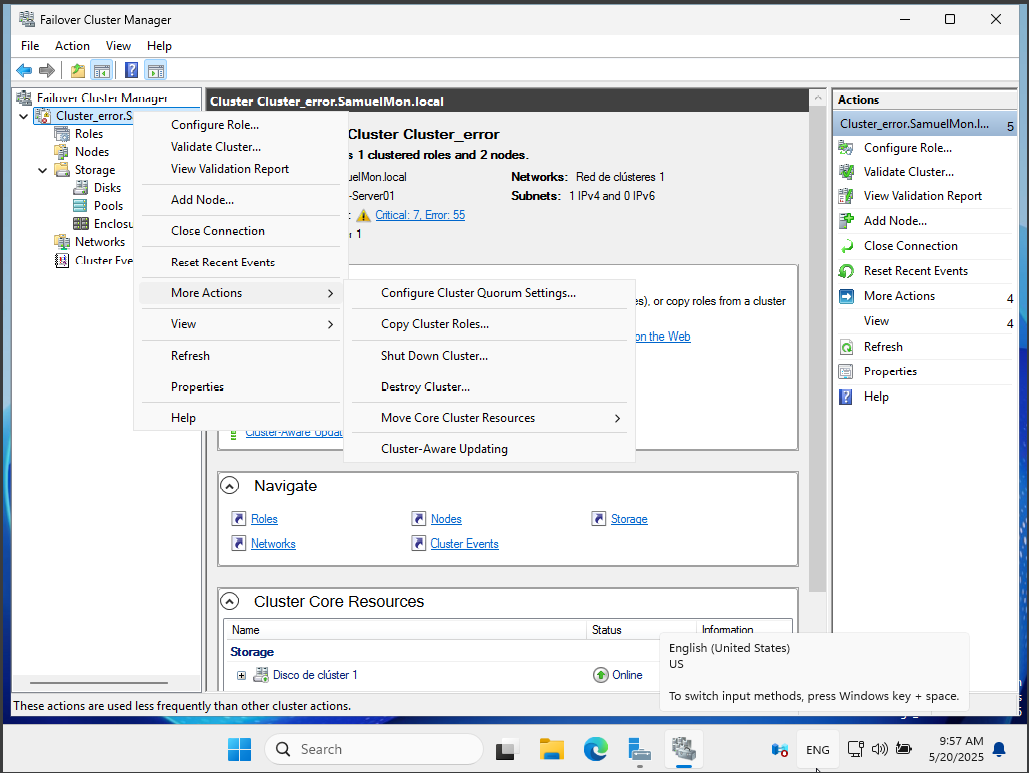 Failover Cluster Manager
File Action View Help
Failover Cluster Manager
Cluster_error.S
Roles
Nodes
Storage
Disks
Pools
Enclosu
Networks
Cluster Eve
Configure Role...
Validate Cluster...
View Validation Report
Add Node...
Close Connection
Reset Recent Events
More Actions
View
Refresh
Properties
Help
Configure Cluster Quorum Settings...
Copy Cluster Roles...
Shut Down Cluster...
Destroy Cluster...
Move Core Cluster Resources
Cluster-Aware Updating
Cluster Cluster_error.SamuelMon.local
Cluster Cluster_error
s 1 clustered roles and 2 nodes.
uelMon.local
Networks: Red de clústeres 1
-Server01
Subnets: 1 IPv4 and 0 IPv6
: Critical: 7, Error: 55
r 1
es), or copy roles from a cluster
on the Web
Cluster-Aware Updat
Navigate
Roles Nodes Storage
Networks Cluster Events
Cluster Core Resources
Name Status Information
Storage
Disco de clúster 1 Online
Actions
Cluster_error.SamuelMon.l... 5
Configure Role...
Validate Cluster...
View Validation Report
Add Node...
Close Connection
Reset Recent Events
More Actions 4
View 4
Refresh
Properties
Help
English (United States)
US
To switch input methods, press Windows key + space.
These actions are used less frequently than other cluster actions.
Search
ENG
9:57 AM
5/20/2025